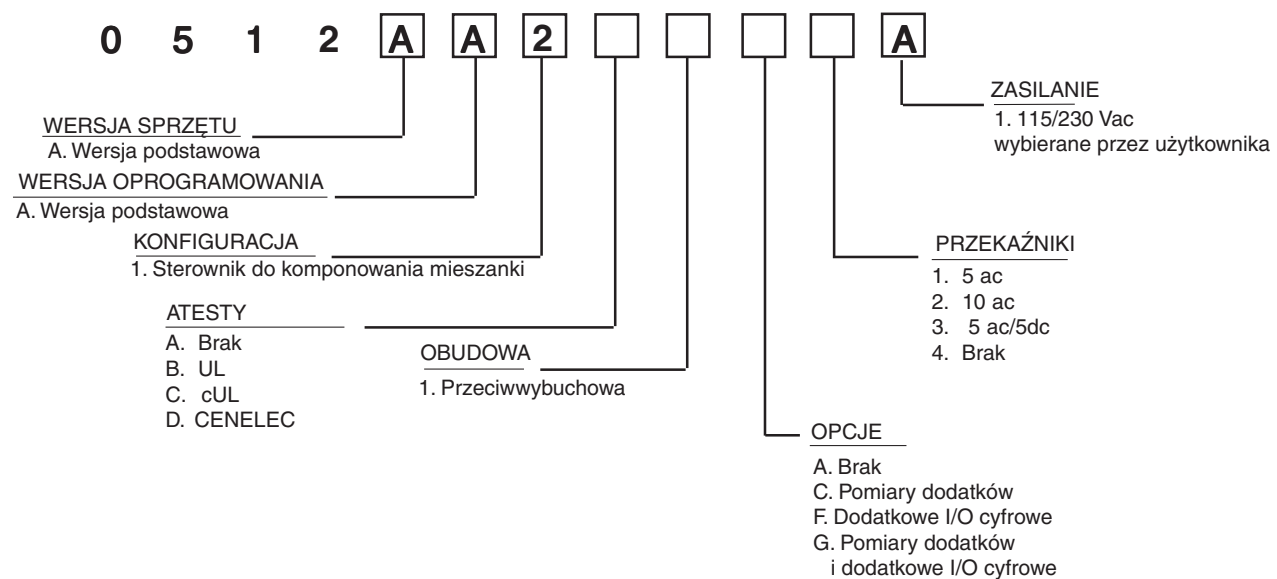 0 5 1 2 A A 2 A
ZASILANIE
1. 115/230 Vac
wybierane przez użytkownika
WERSJA SPRZĘTU
A. Wersja podstawowa
WERSJA OPROGRAMOWANIA
A. Wersja podstawowa
KONFIGURACJA
1. Sterownik do komponowania mieszanki
PRZEKAŹNIKI
1. 5 ac
2. 10 ac
3. 5 ac/5dc
4. Brak
ATESTY
A. Brak
B. UL
C. cUL
D. CENELEC
OBUDOWA
1. Przeciwwybuchowa
OPCJE
A. Brak
C. Pomiary dodatków
F. Dodatkowe I/O cyfrowe
G. Pomiary dodatków
i dodatkowe I/O cyfrowe